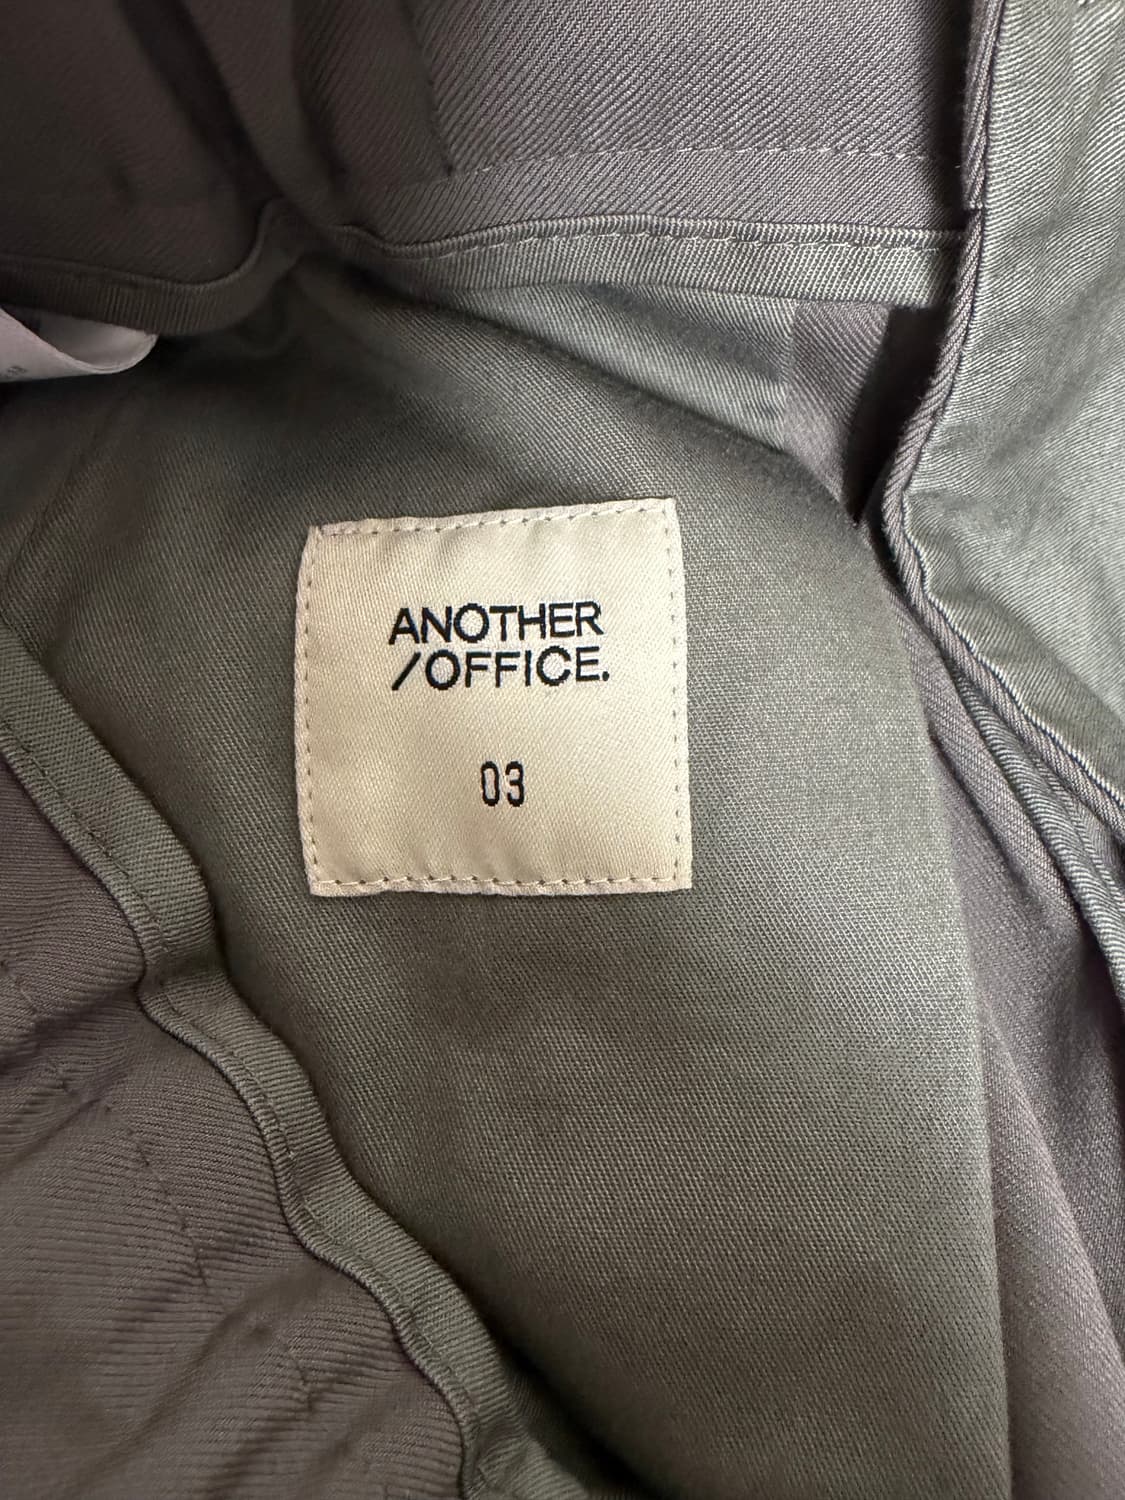 ANOTHER
/OFFICE.
03